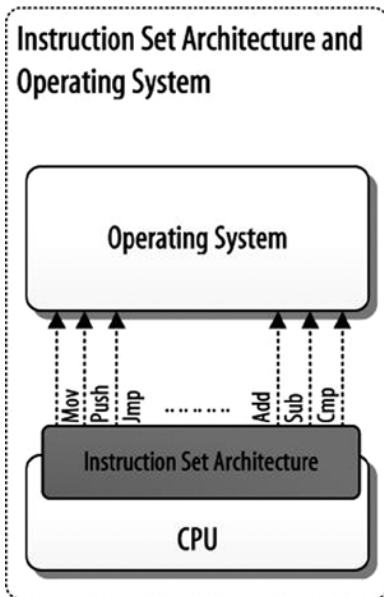 Instruction Set Architecture and
Operating System
Operating System
Mov
Push
Jmp
..........
Add
Sub
Cmp
Instruction Set Architecture
CPU